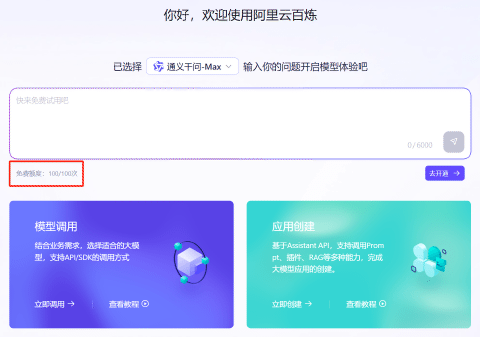 你好，欢迎使用阿里云百炼
已选择 通义千问-Max 输入你的问题开启模型体验吧
快来免费试用吧
0/6000
免费额度：100/100次
去开通
模型调用
结合业务需求，选择适合的大模
型，支持API/SDK的调用方式
立即调用 查看教程
应用创建
基于Assistant API，支持调用Prom
pt、插件、RAG等多种能力，完成
大模型应用的创建。
立即创建 查看教程